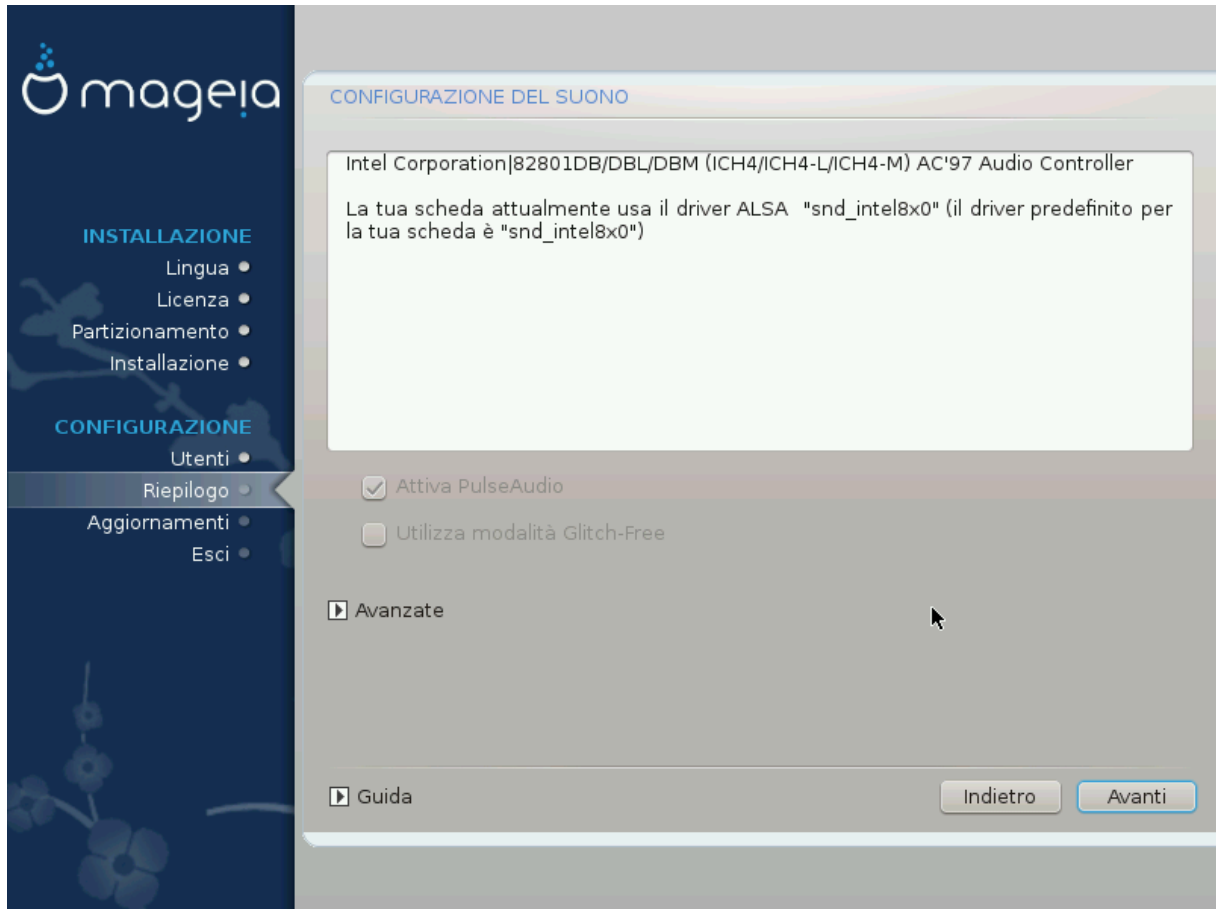 mageia
INSTALLAZIONE
Lingua
Licenza
Partizionamento
Installazione
CONFIGURAZIONE
Utenti
Riepilogo
Aggiornamenti
Esci
CONFIGURAZIONE DEL SUONO
Intel Corporation|82801DB/DBL/DBM (ICH4/ICH4-L/ICH4-M) AC'97 Audio Controller
La tua scheda attualmente usa il driver ALSA  "snd_intel8x0" (il driver predefinito per
la tua scheda è "snd_intel8x0")
Attiva PulseAudio
Utilizza modalità Glitch-Free
Avanzate
Guida
Indietro
Avanti